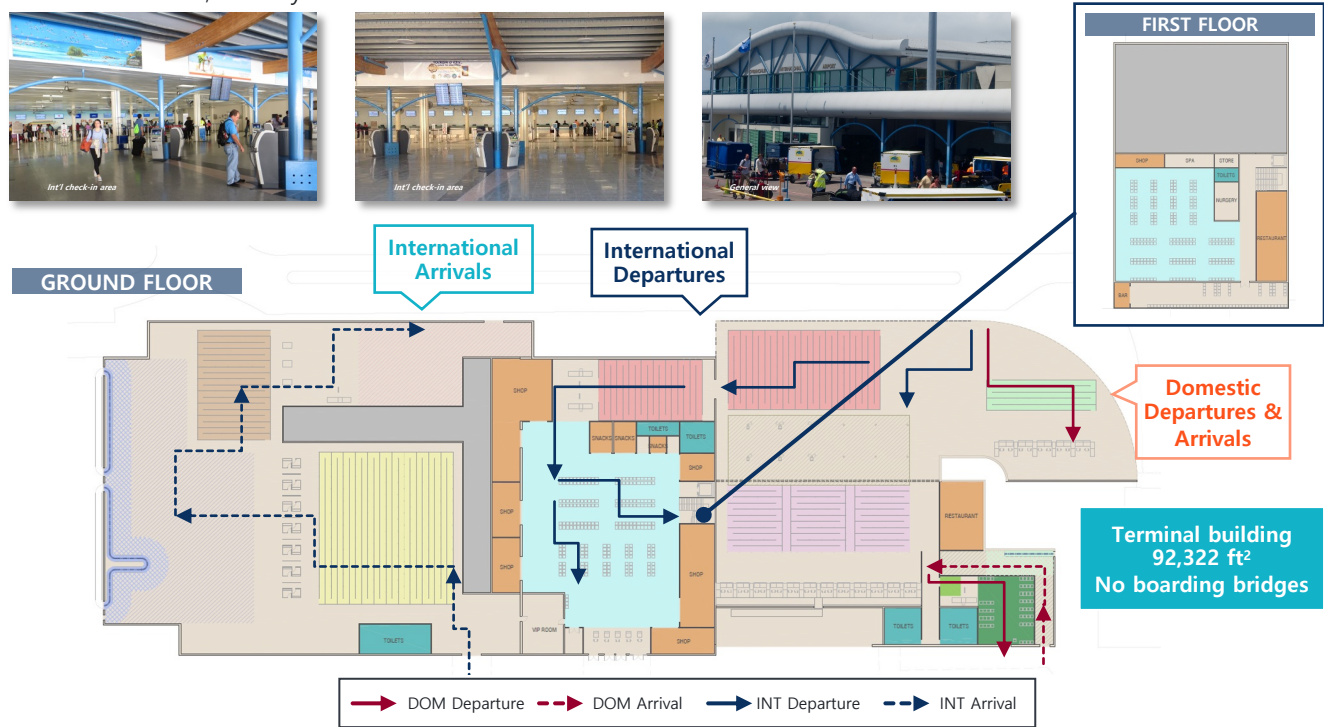 FIRST FLOOR
Int'l check-in area
Int'l check-in area
General view
SHOP
OPA
STORE
TOILETS
NURSERY
RESTAURANT
BAR
International
Arrivals
International
Departures
GROUND FLOOR
Domestic
Departures &
Arrivals
SHOP
SNACKS
SNACKS
TOILETS
SNACKS
TOILETS
SHOP
SHOP
SHOP
SHOP
RESTAURANT
VIP ROOM
TOILETS
SHOP
TOILETS
TOILETS
Terminal building
92,322 ft²
No boarding bridges
DOM Departure
DOM Arrival
INT Departure
INT Arrival